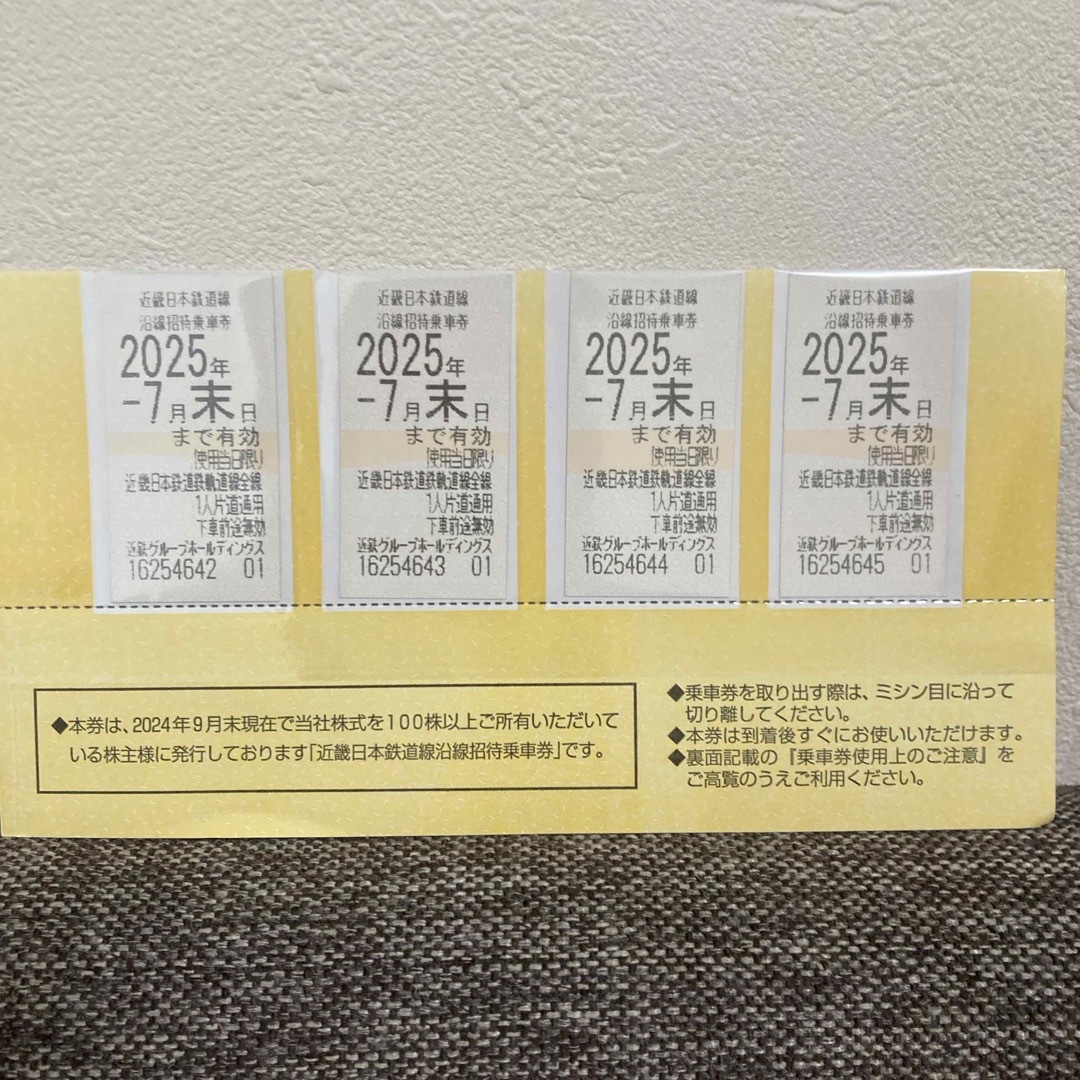 近畿日本鉄道線
沿線招待乗車券
2025年
-7月末日
まで有効
使用当日限り
近畿日本鉄道鉄軌道線全線
1人片道通用
下車前途無効
近鉄グループホールディングス
16254642 01
近畿日本鉄道線
沿線招待乗車券
2025年
-7月末日
まで有効
使用当日限り
近畿日本鉄道鉄軌道線全線
1人片道通用
下車前途無効
近鉄グループホールディングス
16254643 01
近畿日本鉄道線
沿線招待乗車券
2025年
-7月末日
まで有効
使用当日限り
近畿日本鉄道鉄軌道線全線
1人片道通用
下車前途無効
近鉄グループホールディングス
16254644 01
近畿日本鉄道線
沿線招待乗車券
2025年
-7月末日
まで有効
使用当日限り
近畿日本鉄道鉄軌道線全線
1人片道通用
下車前途無効
近鉄グループホールディングス
16254645 01
◆本券は、2024年9月末現在で当社株式を100株以上ご所有いただいて
いる株主様に発行しております「近畿日本鉄道線沿線招待乗車券」です。
◆乗車券を取り出す際は、ミシン目に沿って
切り離してください。
◆本券は到着後すぐにお使いいただけます。
◆裏面記載の『乗車券使用上のご注意』を
ご高覧のうえご利用ください。